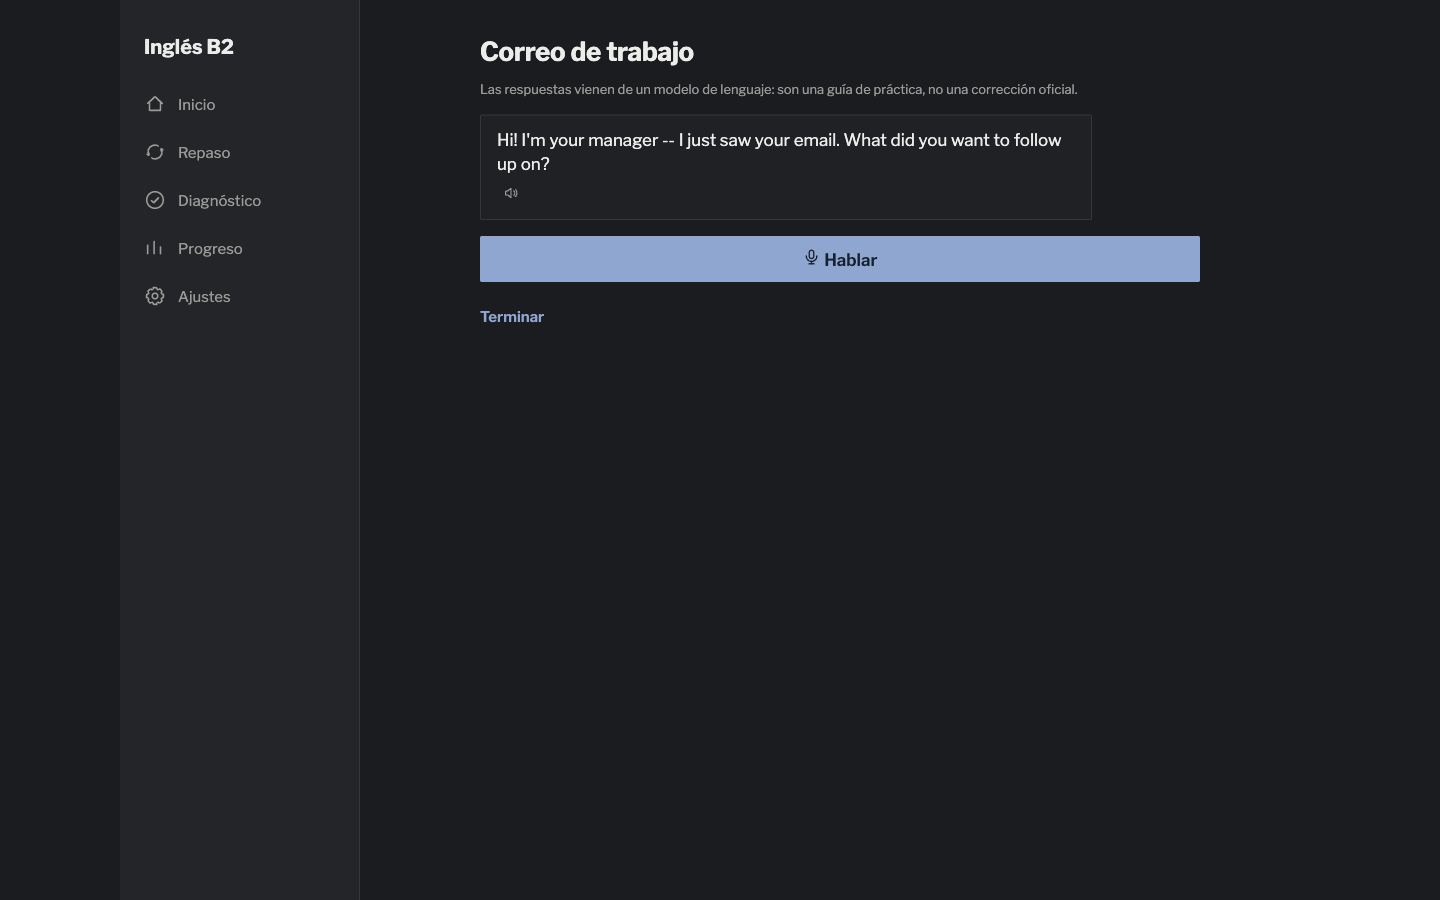 Inglés B2
Inicio
Repaso
Diagnóstico
Progreso
Ajustes
Correo de trabajo
Las respuestas vienen de un modelo de lenguaje: son una guía de práctica, no una corrección oficial.
Hi! I'm your manager -- I just saw your email. What did you want to follow
up on?
Hablar
Terminar